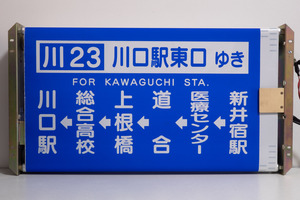 川23 川口駅東口 ゆき
FOR KAWAGUCHI STA.
新井宿駅
←
医療センター
←
道合
←
上根橋
←
総合高校
←
川口駅